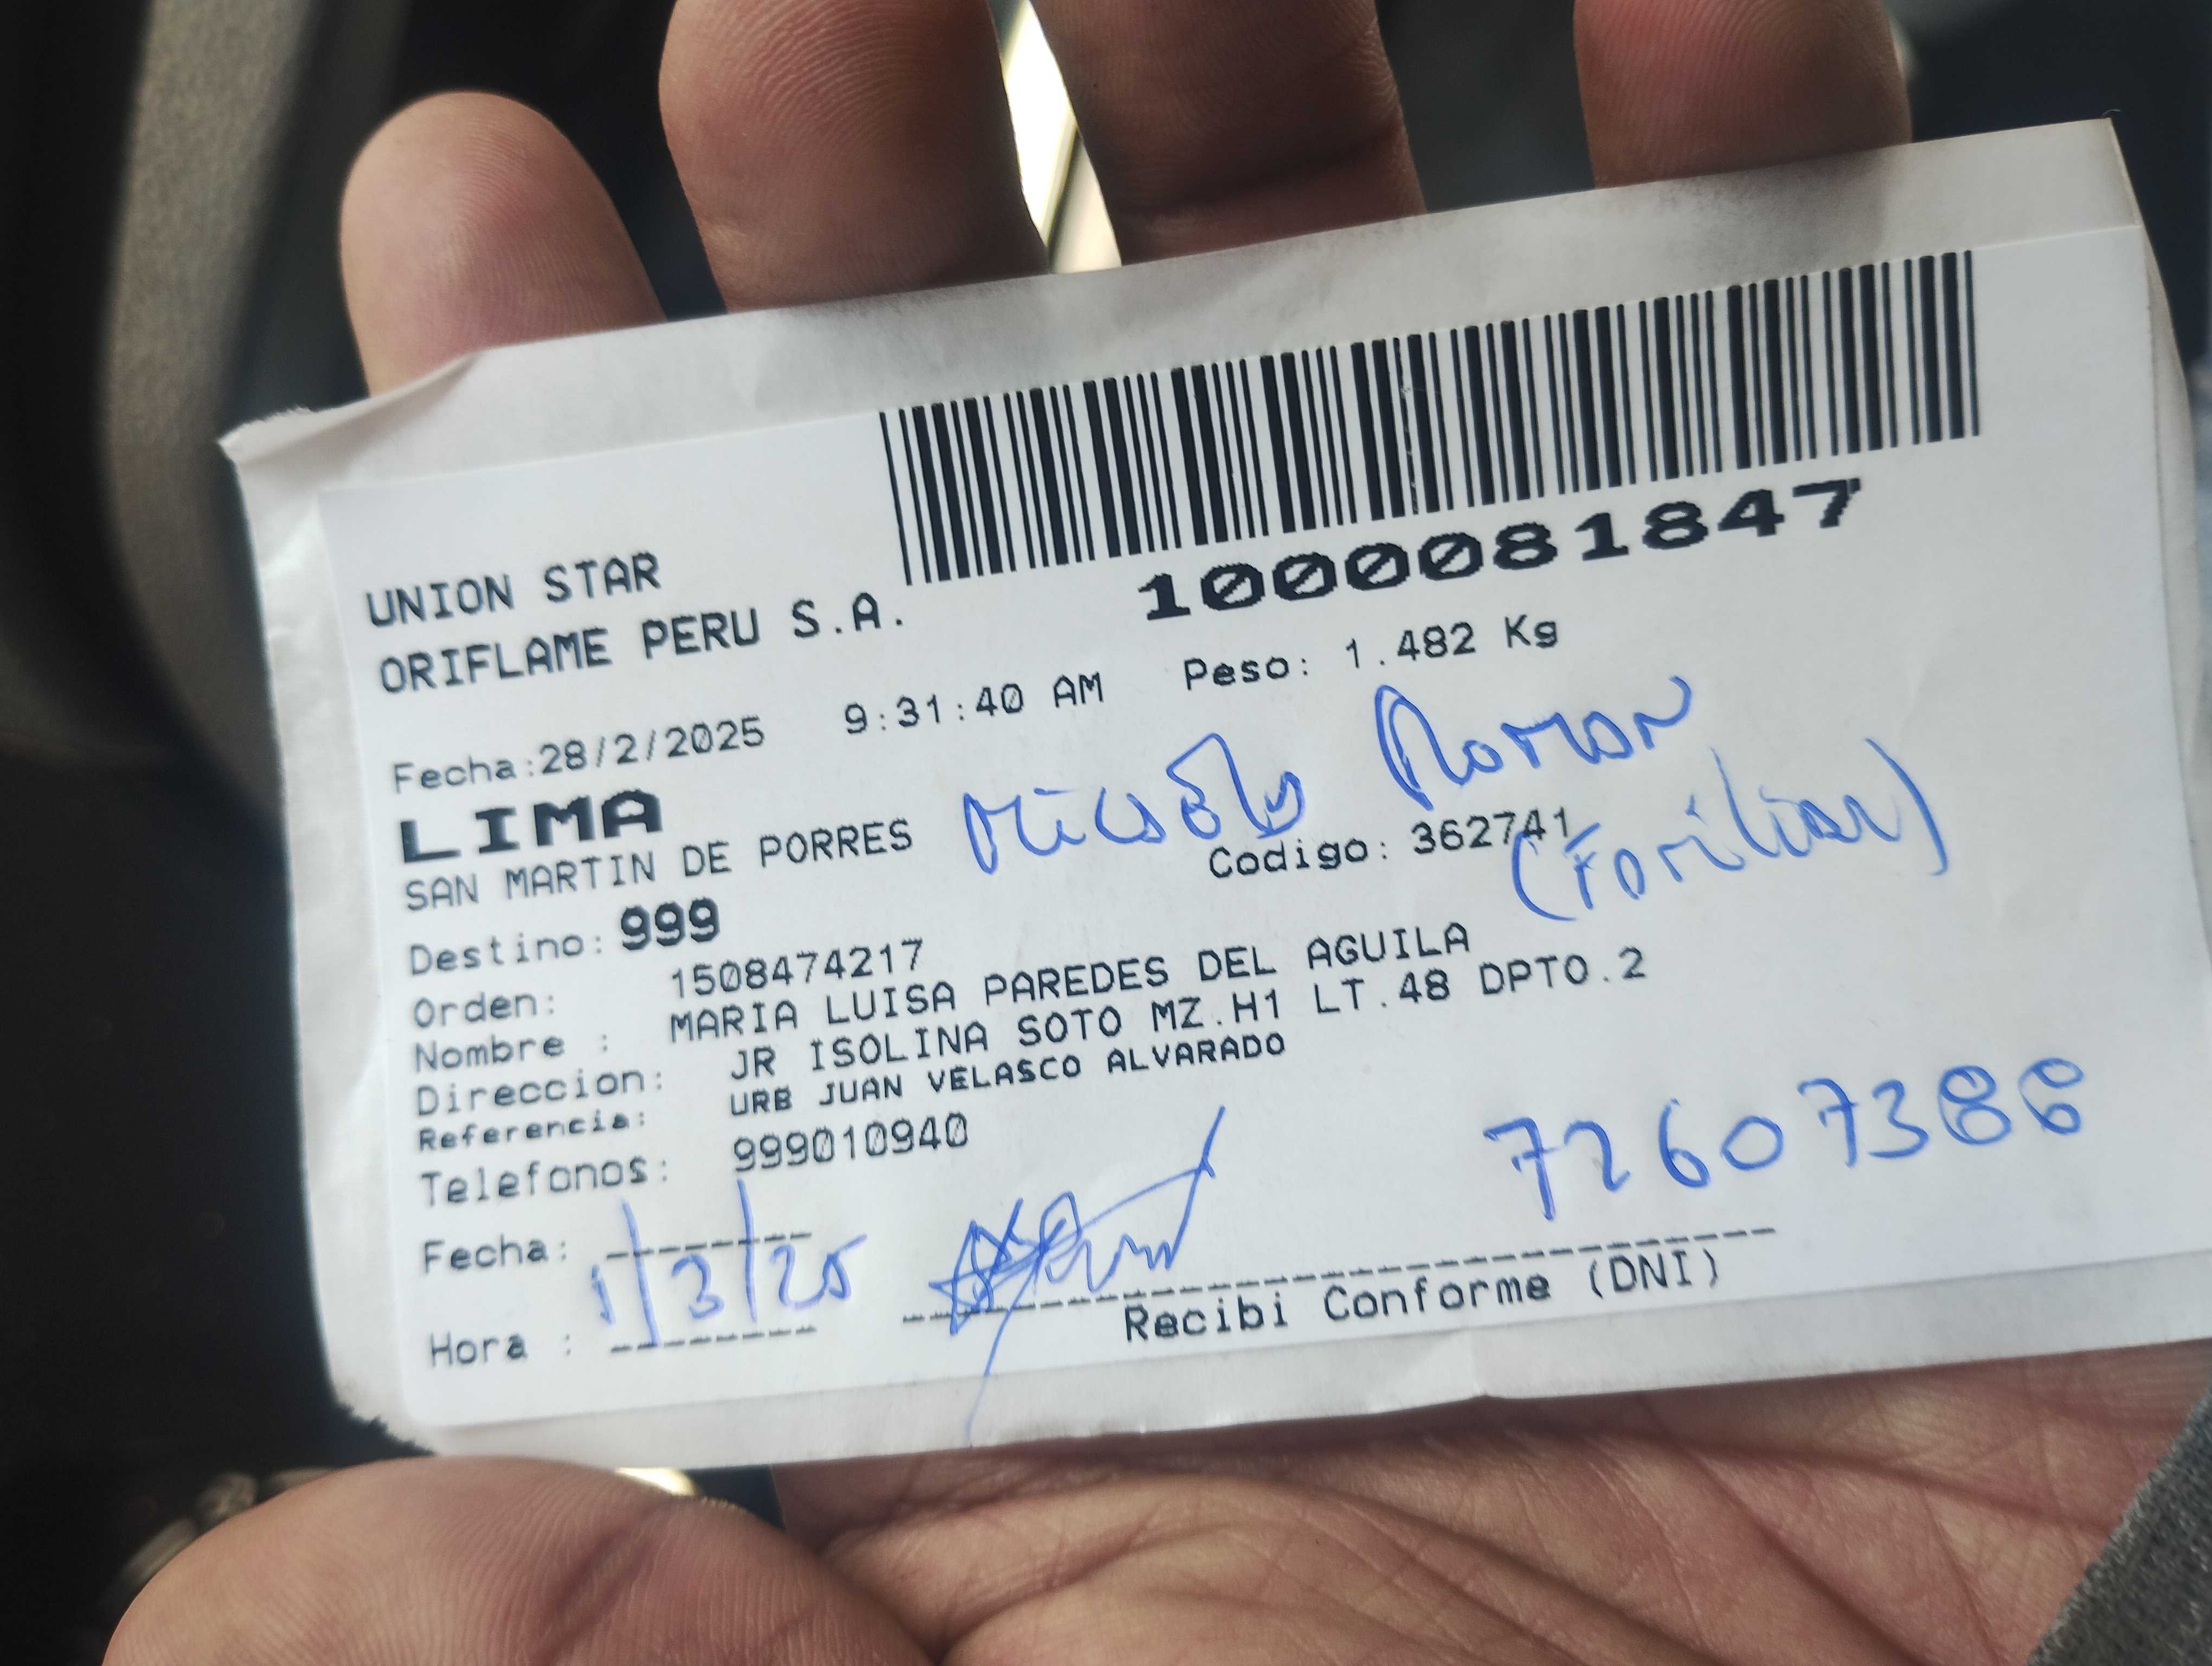 1000081847
UNION STAR
ORIFLAME PERU S.A.
Fecha:28/2/2025 9:31:40 AM Peso: 1.482 Kg
LIMA
Roman
SAN MARTIN DE PORRES
Codigo: 362741
(Familiar)
Destino: 999
Orden: 1508474217
Nombre : MARIA LUISA PAREDES DEL AGUILA
Direccion: JR ISOLINA SOTO MZ.H1 LT.48 DPTO.2
Referencia: URB JUAN VELASCO ALVARADO
Telefonos: 999010940
Fecha: 1/3/25
Hora :
Recibi Conforme (DNI)